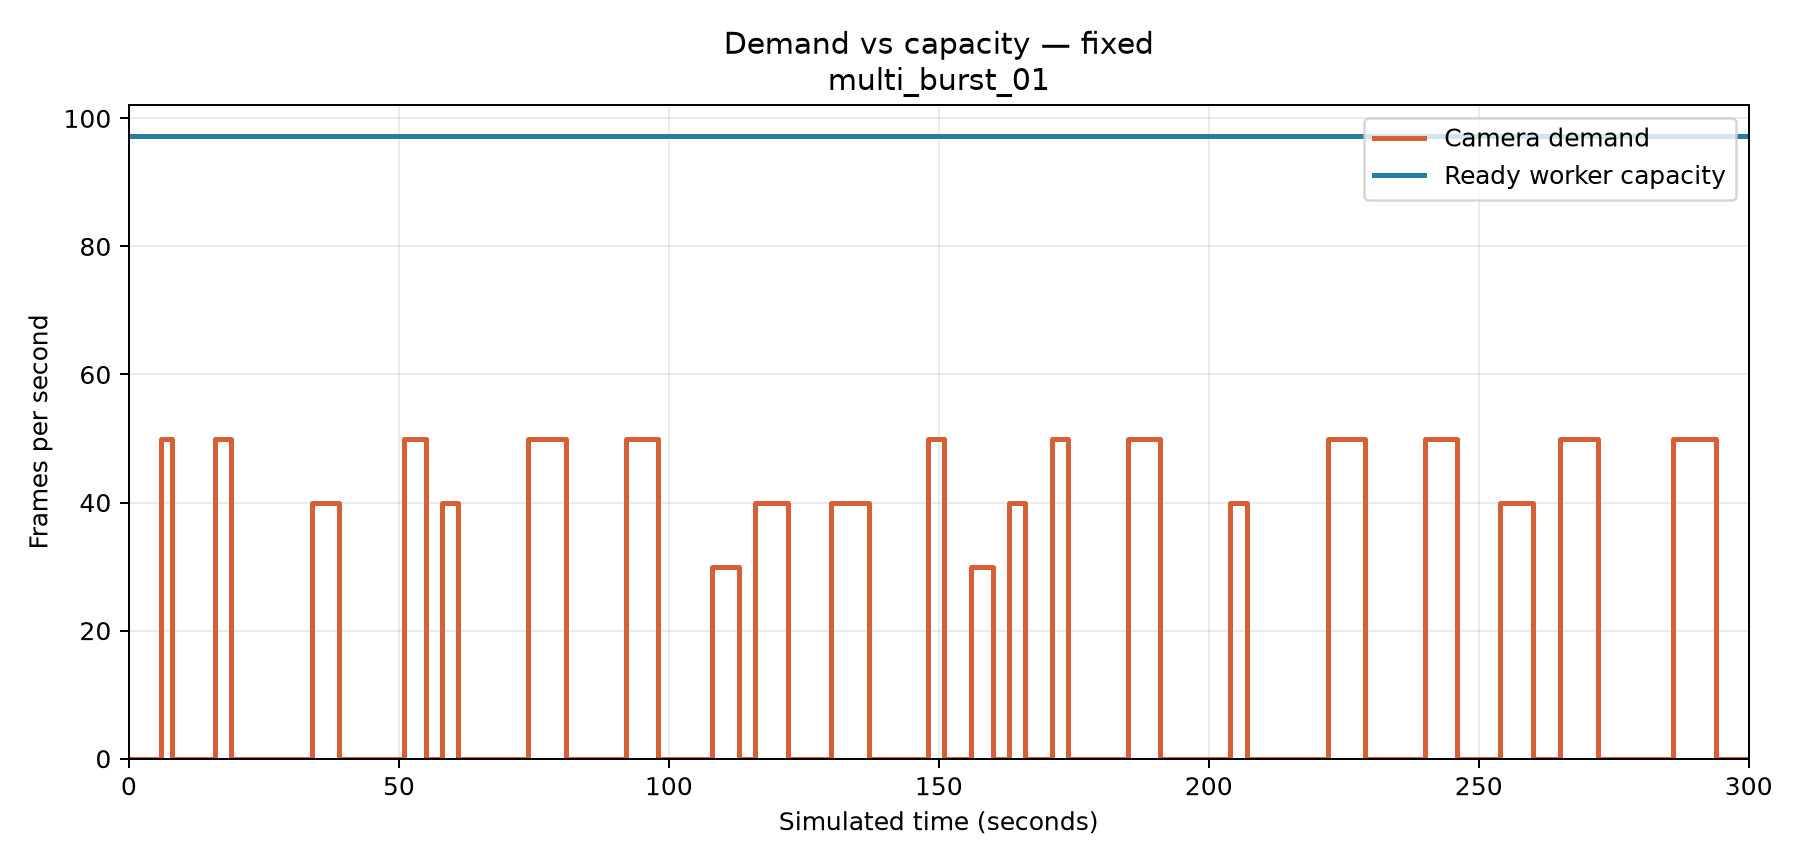 Demand vs capacity — fixed
multi_burst_01
Camera demand
Ready worker capacity
Frames per second
100
80
60
40
20
0
0 50 100 150 200 250 300
Simulated time (seconds)